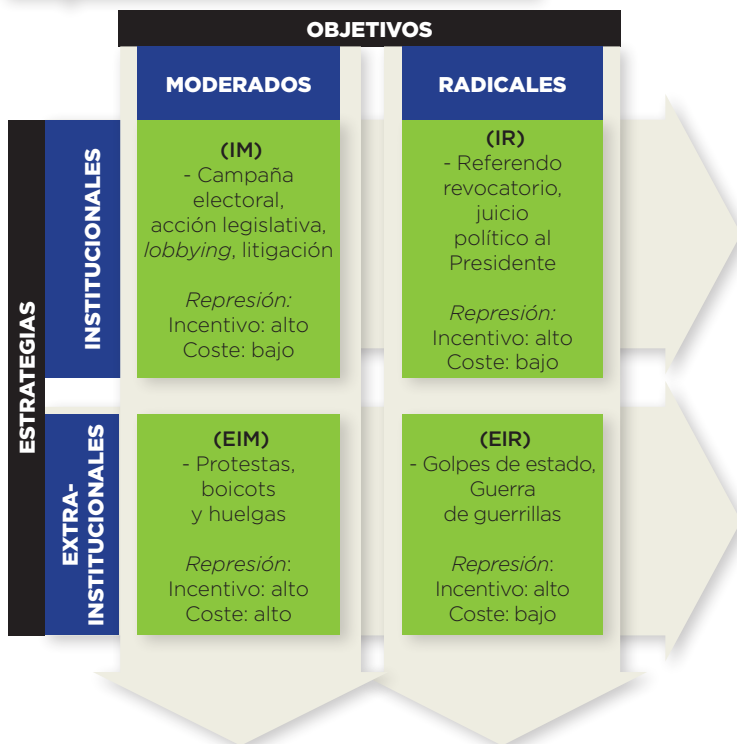 OBJETIVOS
MODERADOS
RADICALES
ESTRATEGIAS
INSTITUCIONALES
(IM)
- Campaña
electoral,
acción legislativa,
lobbying, litigación
Represión:
Incentivo: alto
Coste: bajo
(IR)
- Referendo
revocatorio,
juicio
político al
Presidente
Represión:
Incentivo: alto
Coste: bajo
EXTRA-
INSTITUCIONALES
(EIM)
- Protestas,
boicots
y huelgas
Represión:
Incentivo: alto
Coste: alto
(EIR)
- Golpes de estado,
Guerra
de guerrillas
Represión:
Incentivo: alto
Coste: bajo